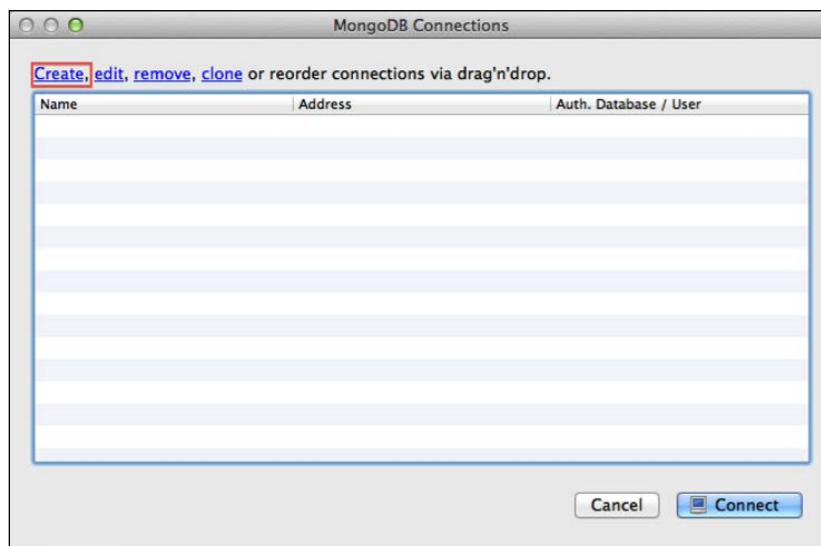 MongoDB Connections
Create, edit, remove, clone or reorder connections via drag'n'drop.
Name Address Auth. Database / User
Cancel Connect